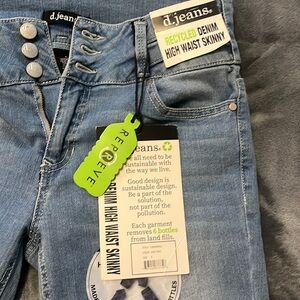 d.jeans
d.jeans®
RECYCLED DENIM
HIGH WAIST SKINNY
REPREVE
R
jeans
We all need to be
sustainable with
the way we live.
Good design is
sustainable design.
Be a part of the
solution,
not part of the
pollution.
Each garment
removes 6 bottles
from land fills.
HIGH WAIST SKINNY